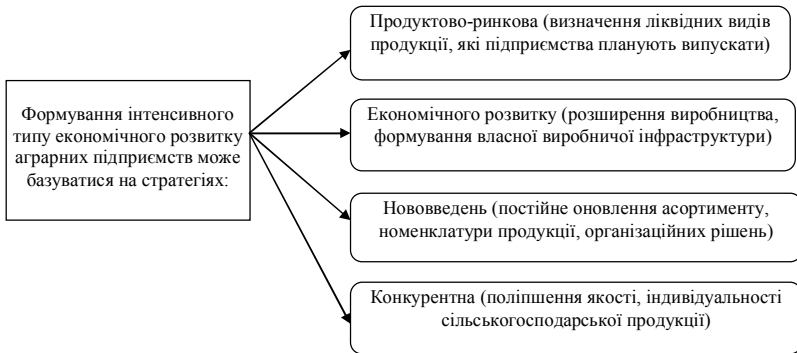 Продуктово-ринкова (визначення ліквідних видів
продукції, які підприємства планують випускати)
Формування інтенсивного
типу економічного розвитку
аграрних підприємств може
базуватися на стратегіях:
Економічного розвитку (розширення виробництва,
формування власної виробничої інфраструктури)
Нововведень (постійне оновлення асортименту,
номенклатури продукції, організаційних рішень)
Конкурентна (поліпшення якості, індивідуальності
сільськогосподарської продукції)